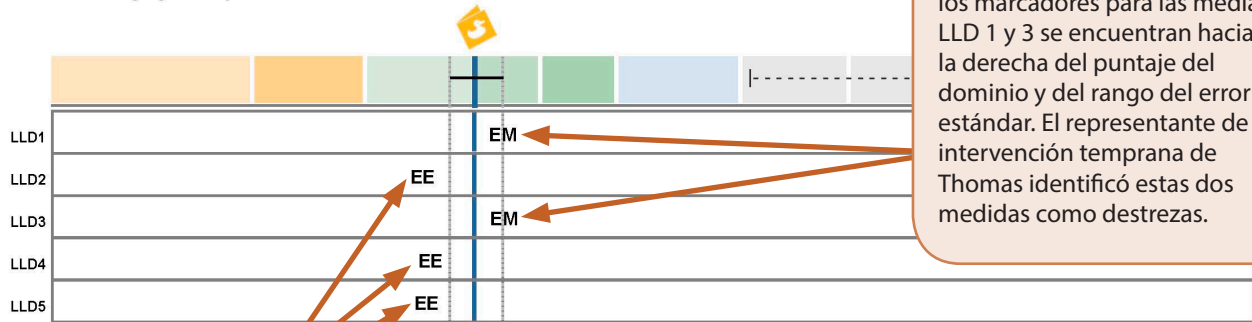 los marcadores para las
LLD 1 y 3 se encuentran hacia
la derecha del puntaje del
dominio y del rango del error
estándar. El representante de
intervención temprana de
Thomas identificó estas dos
medidas como destrezas.
LLD1 EM
LLD2 EE
LLD3 EM
LLD4 EE
LLD5 EE